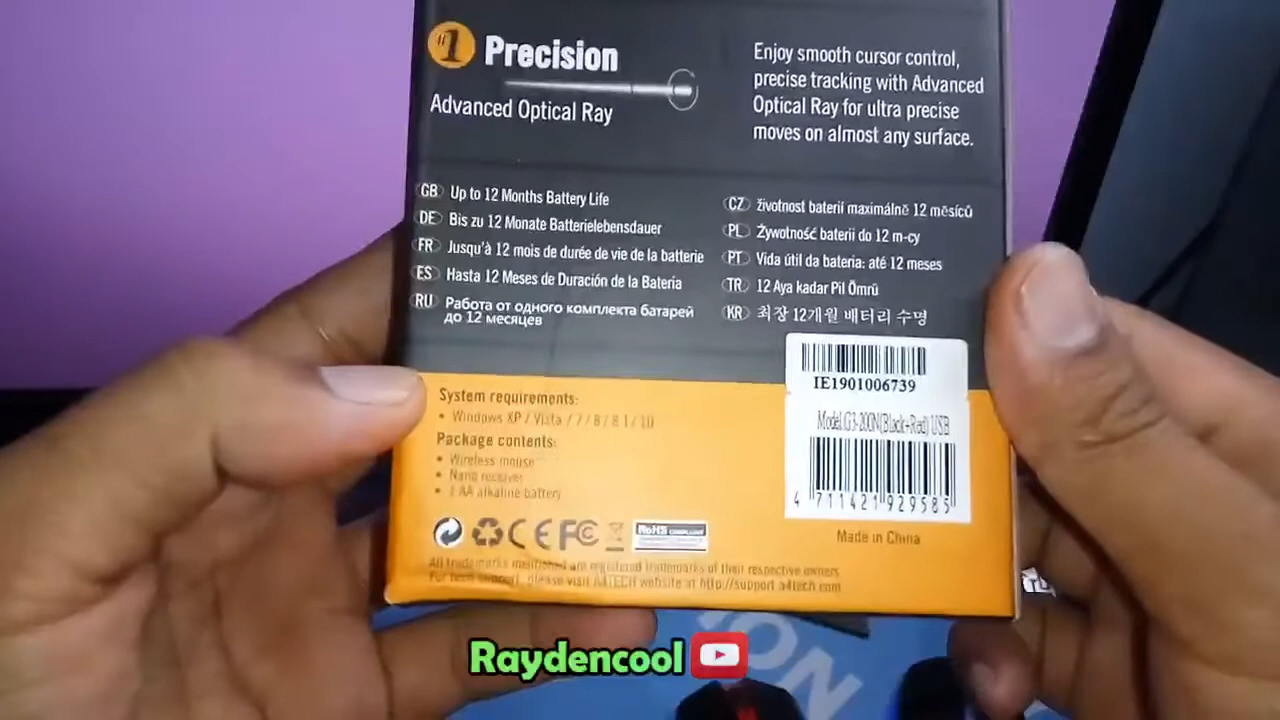 #1 Precision
Advanced Optical Ray
Enjoy smooth cursor control,
precise tracking with Advanced
Optical Ray for ultra precise
moves on almost any surface.
GB Up to 12 Months Battery Life
DE Bis zu 12 Monate Batterielebensdauer
FR Jusqu'à 12 mois de durée de vie de la batterie
ES Hasta 12 Meses de Duración de la Bateria
RU Работа от одного комплекта батарей
до 12 месяцев
CZ životnost baterií maximálně 12 měsíců
PL Żywotność baterii do 12 m-cy
PT Vida útil da bateria: até 12 meses
TR 12 Aya kadar Pil Ömrü
KR 최장 12개월 배터리 수명
IE1901006739
Model:G3-200N(Black+Red) USB
4 711421 929585
Made in China
System requirements:
• Windows XP / Vista / 7 / 8 / 8.1 / 10
Package contents:
• Wireless mouse
• Nano receiver
• 1 AA alkaline battery
CE FC
RoHS COMPLIANT
All trademarks mentioned are registered trademarks of their respective owners.
For tech support, please visit A4TECH website at http://support.a4tech.com
Raydencool